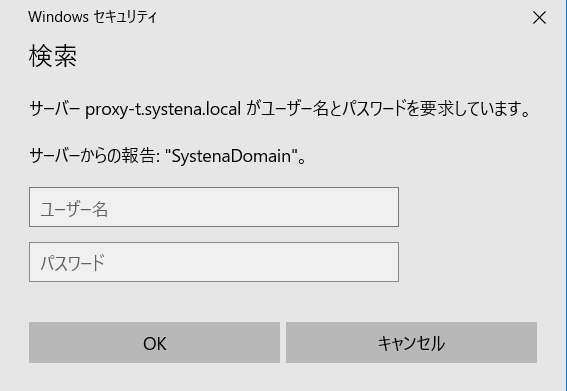 Windows セキュリティ
検索
サーバー proxy-t.systena.local がユーザー名とパスワードを要求しています。
サーバーからの報告: "SystenaDomain"。
ユーザー名
パスワード
OK
キャンセル